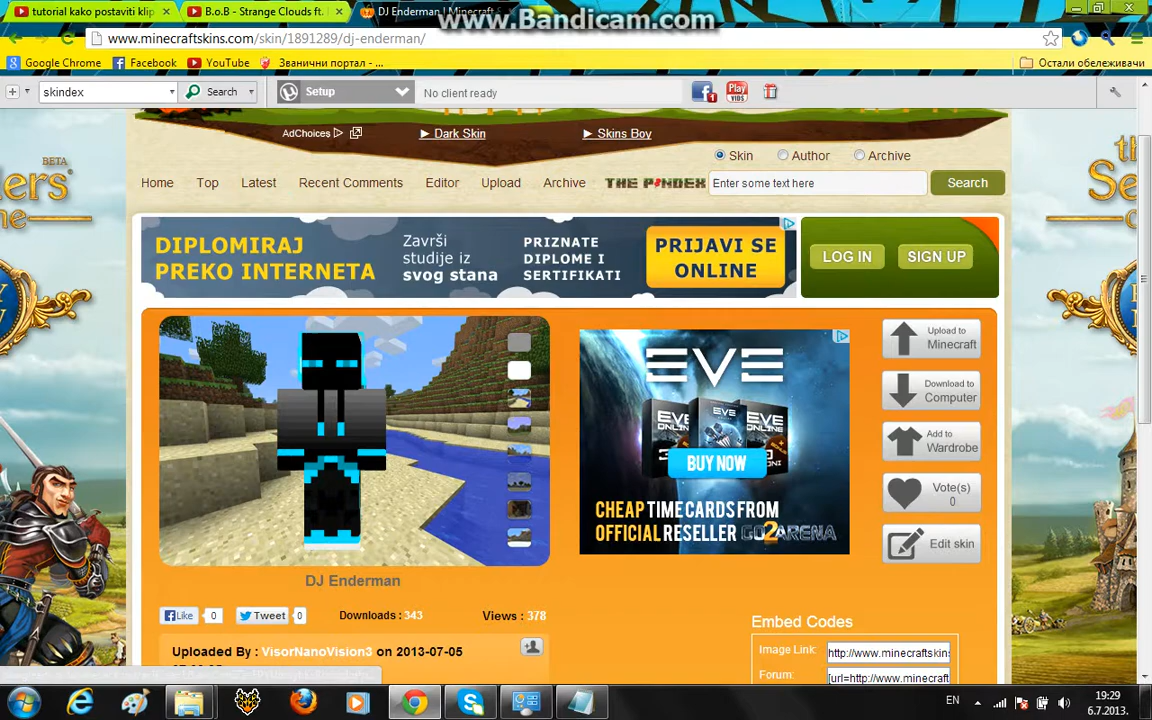 tutorial kako postaviti klip
B.o.B - Strange Clouds ft.
DJ Enderman | Minecraft S
www.Bandicam.com
www.minecraftskins.com/skin/1891289/dj-enderman/
Google Chrome
Facebook
YouTube
Званични портал - ...
Остали обележивачи
skindex
Search
Setup
No client ready
1
Play
VIDS
AdChoices
► Dark Skin
► Skins Boy
Skin
Author
Archive
Home
Top
Latest
Recent Comments
Editor
Upload
Archive
THE PINDEX
Enter some text here
Search
BETA
DIPLOMIRAJ
PREKO INTERNETA
Završi
studije iz
svog stana
PRIZNATE
DIPLOME I
SERTIFIKATI
PRIJAVI SE
ONLINE
LOG IN
SIGN UP
EVE
BUY NOW
CHEAP TIME CARDS FROM
OFFICIAL RESELLER GO2ARENA
Upload to
Minecraft
Download to
Computer
Add to
Wardrobe
Vote(s)
0
Edit skin
DJ Enderman
Like
0
Tweet
0
Downloads : 343
Views : 378
Uploaded By : VisorNanoVision3 on 2013-07-05
Embed Codes
Image Link:
http://www.minecraftskins
Forum:
[url=http://www.minecraft
EN
19:29
6.7.2013.